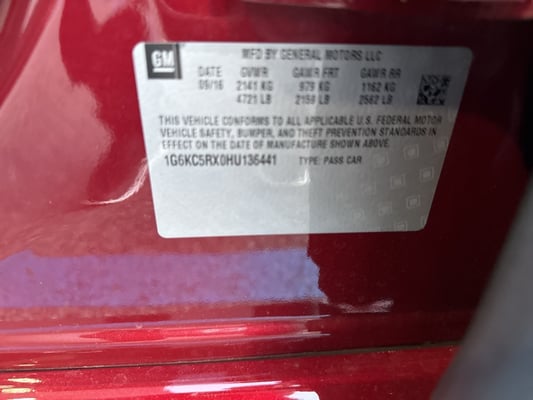 GM
MFD BY GENERAL MOTORS LLC
DATE GVWR GAWR FRT GAWR RR
09/16 2141 KG 979 KG 1162 KG
4721 LB 2159 LB 2562 LB
THIS VEHICLE CONFORMS TO ALL APPLICABLE U.S. FEDERAL MOTOR
VEHICLE SAFETY, BUMPER, AND THEFT PREVENTION STANDARDS IN
EFFECT ON THE DATE OF MANUFACTURE SHOWN ABOVE.
1G6KC5RX0HU136441 TYPE: PASS CAR